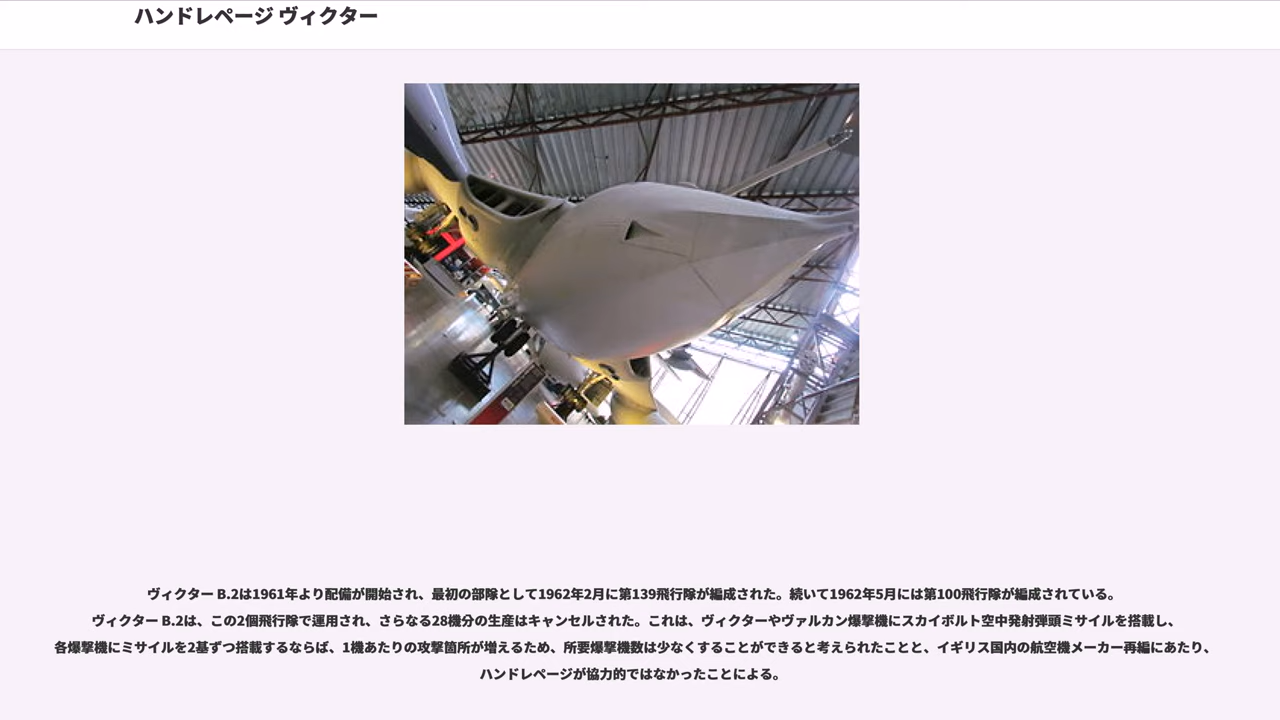 ハンドレページ ヴィクター
ヴィクター B.2は1961年より配備が開始され、最初の部隊として1962年2月に第139飛行隊が編成された。続いて1962年5月には第100飛行隊が編成されている。
ヴィクター B.2は、この2個飛行隊で運用され、さらなる28機分の生産はキャンセルされた。これは、ヴィクターやヴァルカン爆撃機にスカイボルト空中発射弾頭ミサイルを搭載し、
各爆撃機にミサイルを2基ずつ搭載するならば、1機あたりの攻撃箇所が増えるため、所要爆撃機数は少なくすることができると考えられたことと、イギリス国内の航空機メーカー再編にあたり、
ハンドレページが協力的ではなかったことによる。